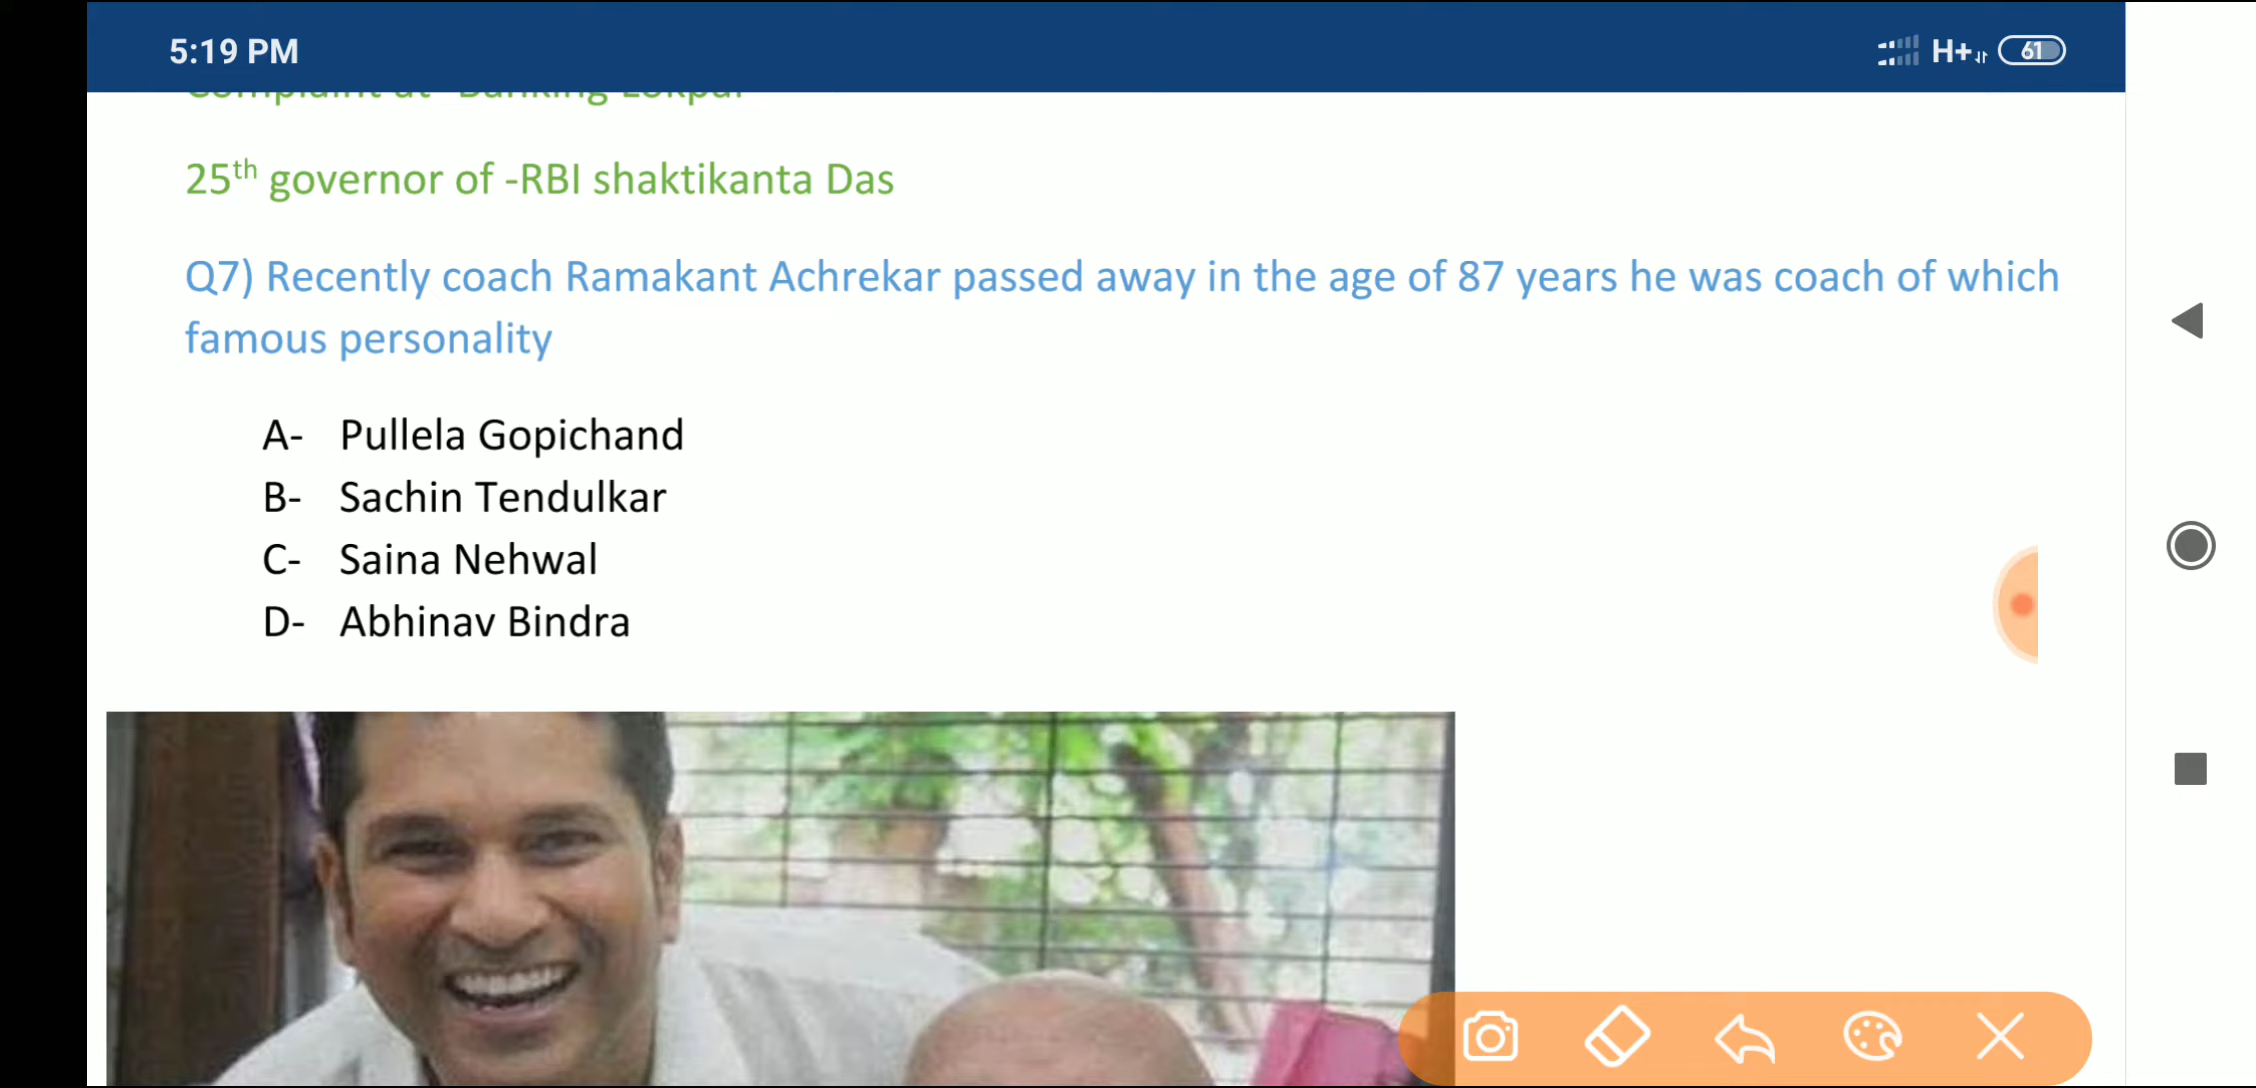 5:19 PM
H+ 61
25th governor of -RBI shaktikanta Das
Q7) Recently coach Ramakant Achrekar passed away in the age of 87 years he was coach of which
famous personality
A- Pullela Gopichand
B- Sachin Tendulkar
C- Saina Nehwal
D- Abhinav Bindra